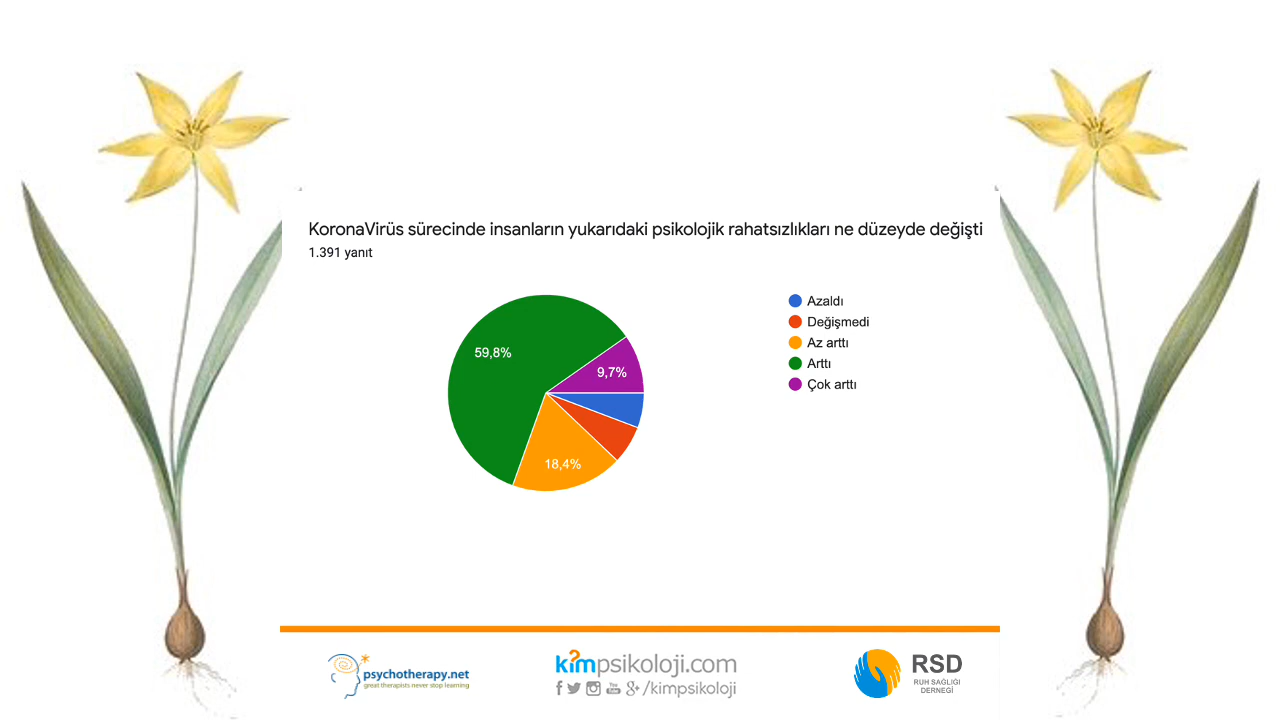 KoronaVirüs sürecinde insanların yukarıdaki psikolojik rahatsızlıkları ne düzeyde değişti
1.391 yanıt
59,8%
9,7%
18,4%
Azaldı
Değişmedi
Az arttı
Arttı
Çok arttı
psychotherapy.net
great therapists never stop learning
kimpsikoloji.com
You Tube
g+/kimpsikoloji
RSD
RUH SAĞLIĞI
DERNEĞİ